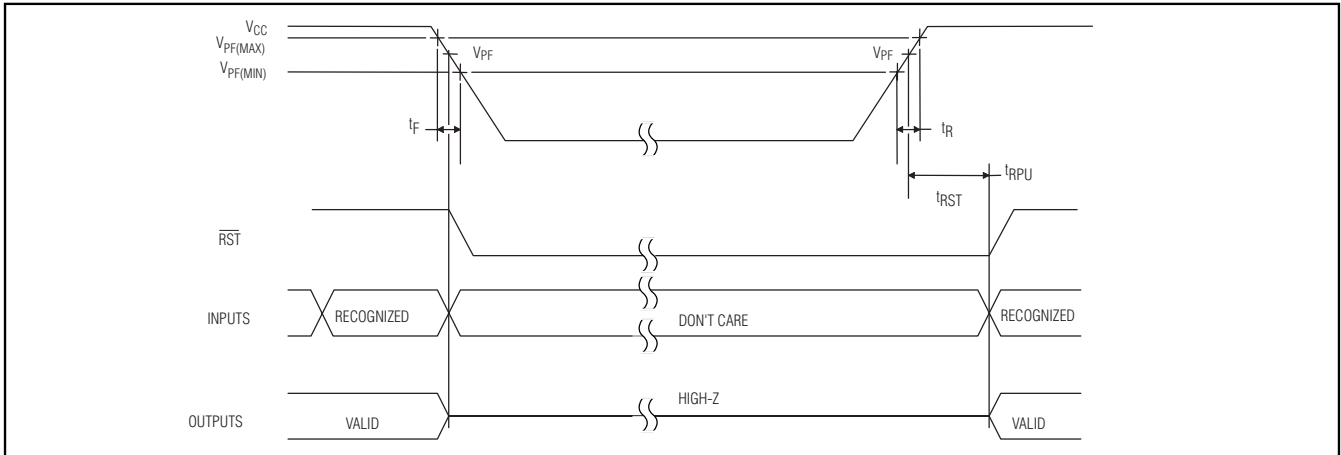 VCC
VPF(MAX)
VPF(MIN)
VPF
VPF
tF
tR
tRPU
tRST
RST
INPUTS
RECOGNIZED
DON'T CARE
RECOGNIZED
HIGH-Z
OUTPUTS
VALID
VALID